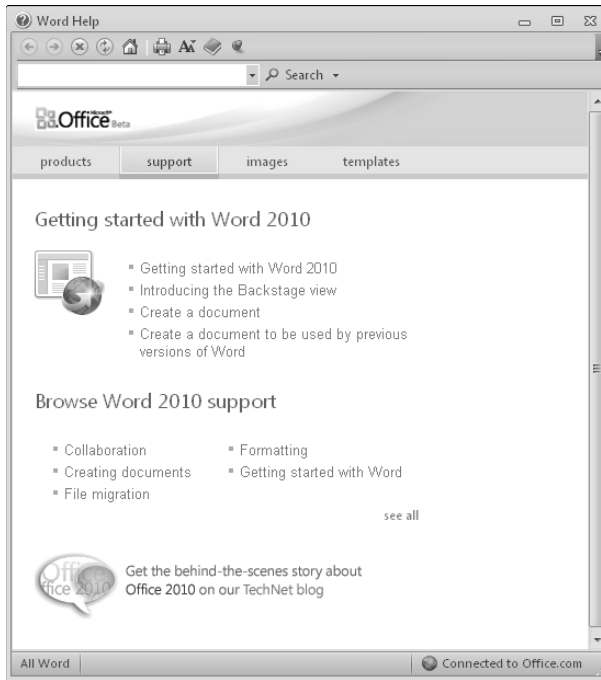 Word Help
Search
Microsoft
Office Beta
products support images templates
Getting started with Word 2010
Getting started with Word 2010
Introducing the Backstage view
Create a document
Create a document to be used by previous
versions of Word
Browse Word 2010 support
Collaboration Formatting
Creating documents Getting started with Word
File migration
see all
Office
Office 2010
Get the behind-the-scenes story about
Office 2010 on our TechNet blog
All Word Connected to Office.com